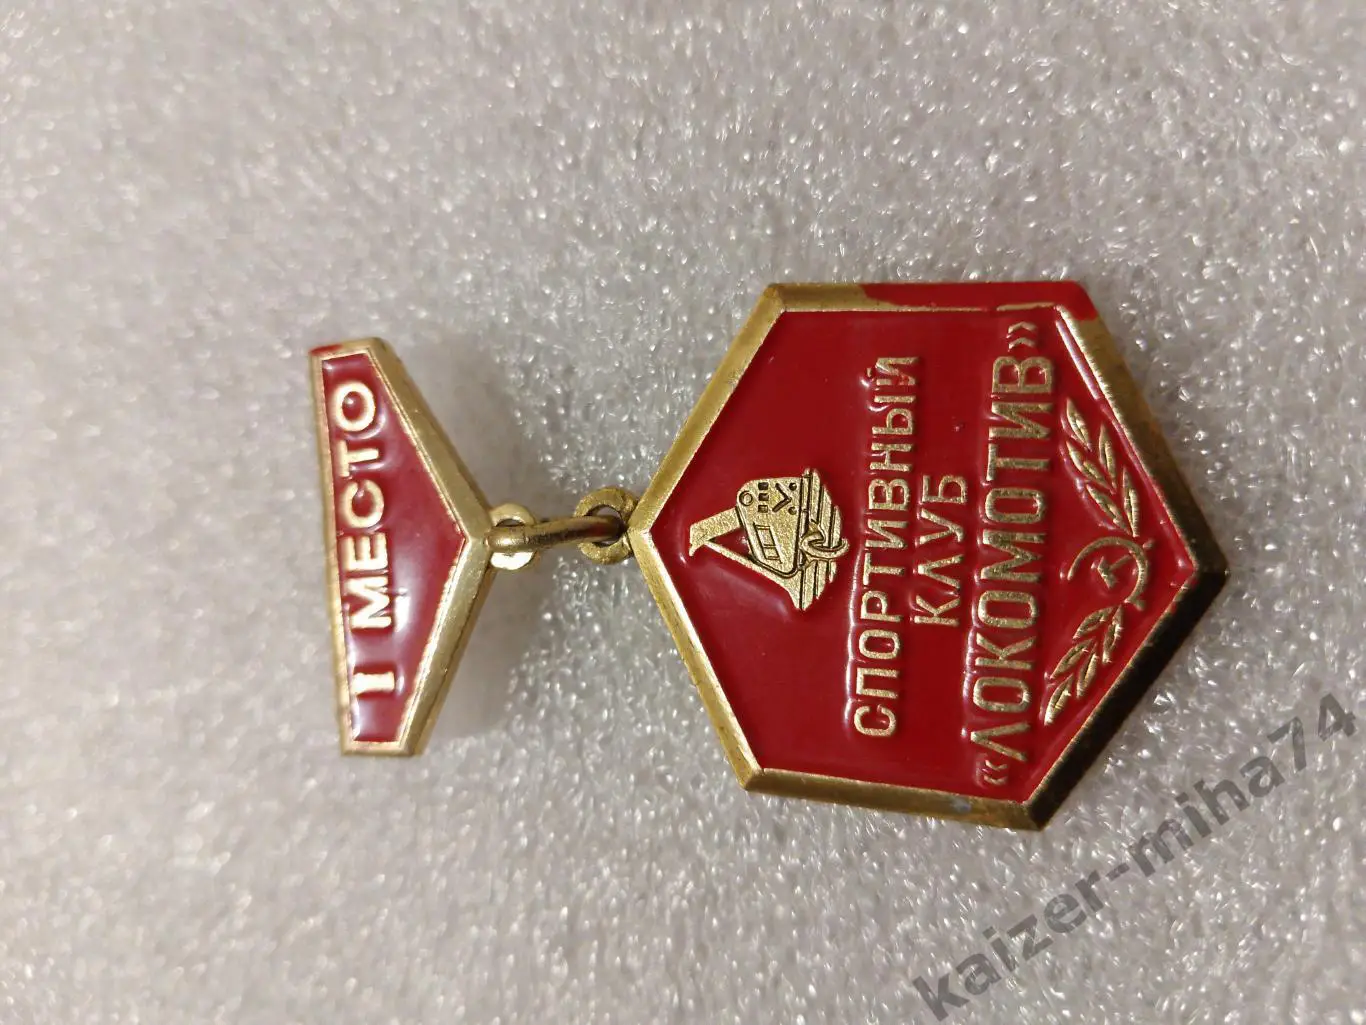 I МЕСТО
СПОРТИВНЫЙ
КЛУБ
«ЛОКОМОТИВ»
kaizer-miha74